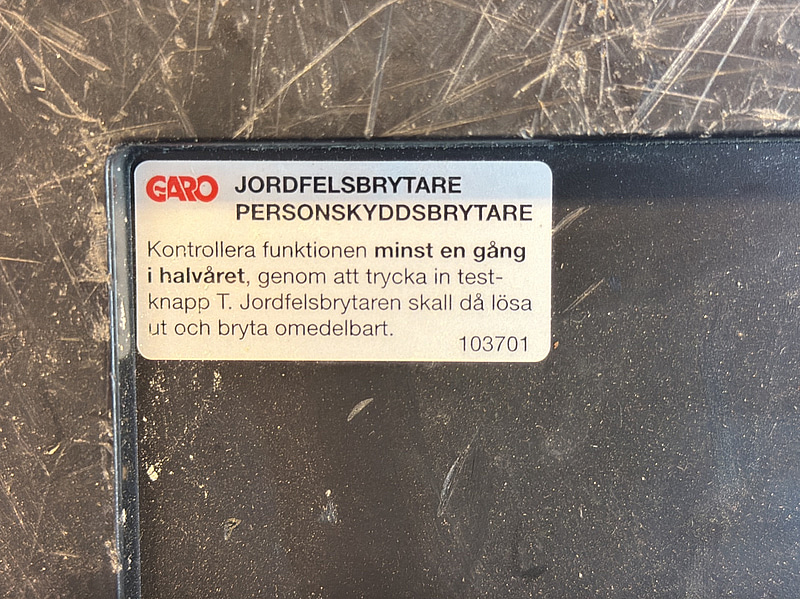 GARO JORDFELSBRYTARE
PERSONSKYDDSBRYTARE
Kontrollera funktionen minst en gång
i halvåret, genom att trycka in test-
knapp T. Jordfelsbrytaren skall då lösa
ut och bryta omedelbart.
103701